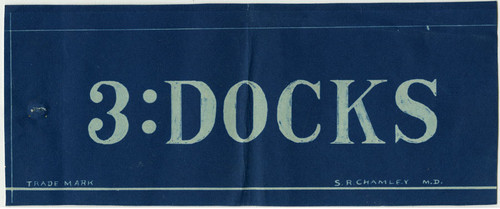 3:DOCKS
TRADE MARK S.R CHAMLEY M.D.